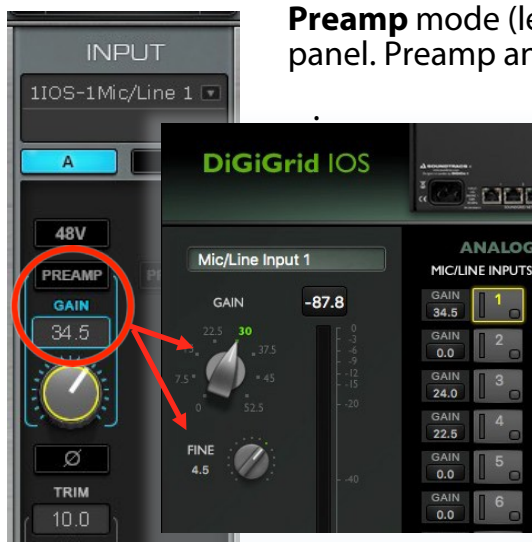 Preamp mode (le
panel. Preamp an
INPUT
1IOS-1Mic/Line 1
A
48V
PREAMP
GAIN
34.5
Ø
TRIM
10.0
DiGiGrid IOS
Mic/Line Input 1
GAIN
-87.8
22.5 30
37.5
7.5
45
0 52.5
FINE
4.5
0
-3
-6
-9
-12
-15
-20
-40
ANALOG
MIC/LINE INPUTS
GAIN
34.5
1
GAIN
0.0
2
GAIN
24.0
3
GAIN
22.5
4
GAIN
0.0
5
GAIN
0.0
6